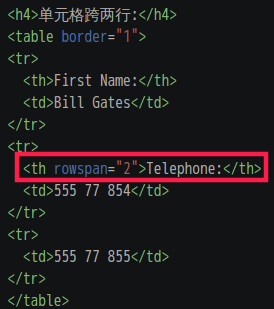 <h4>单元格跨两行:</h4>
<table border="1">
<tr>
  <th>First Name:</th>
  <td>Bill Gates</td>
</tr>
<tr>
  <th rowspan="2">Telephone:</th>
  <td>555 77 854</td>
</tr>
<tr>
  <td>555 77 855</td>
</tr>
</table>